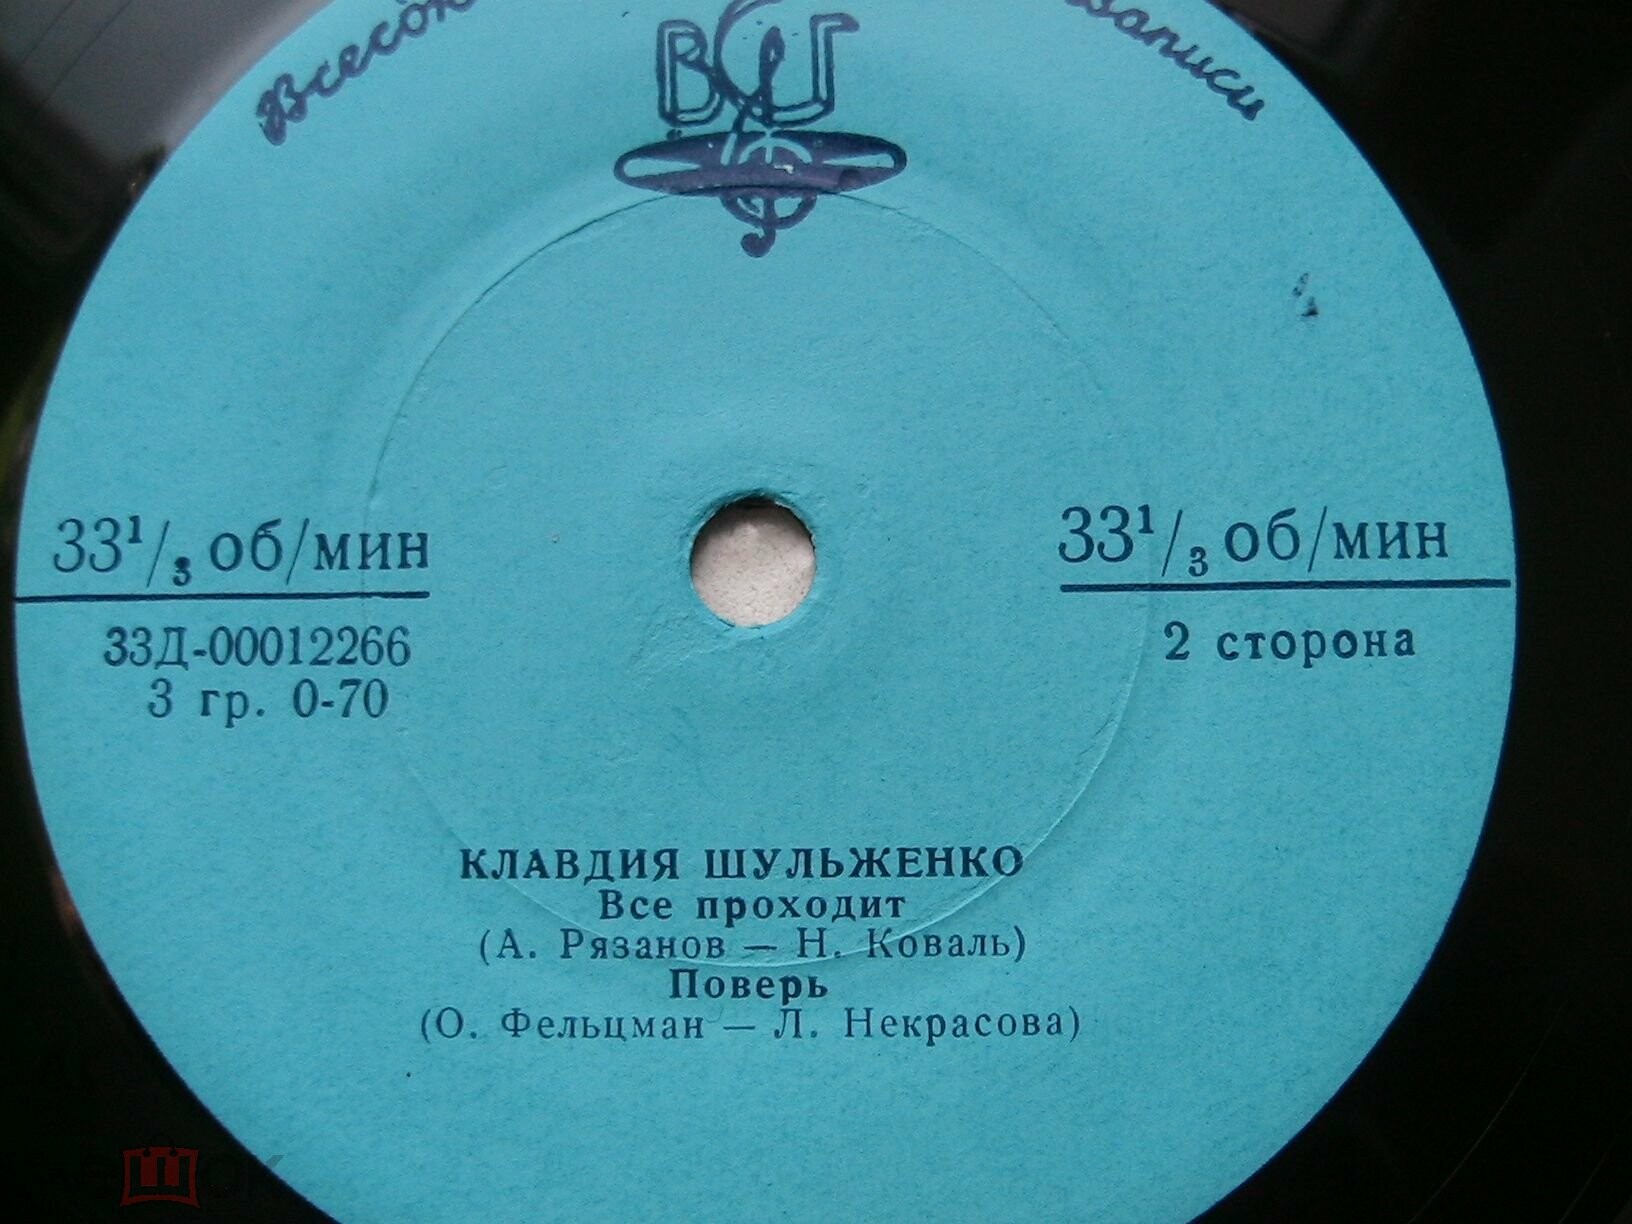 ВСГ
33¹/₃ об/мин
33Д-00012266
3 гр. 0-70
33¹/₃ об/мин
2 сторона
КЛАВДИЯ ШУЛЬЖЕНКО
Все проходит
(А. Рязанов — Н. Коваль)
Поверь
(О. Фельцман — Л. Некрасова)